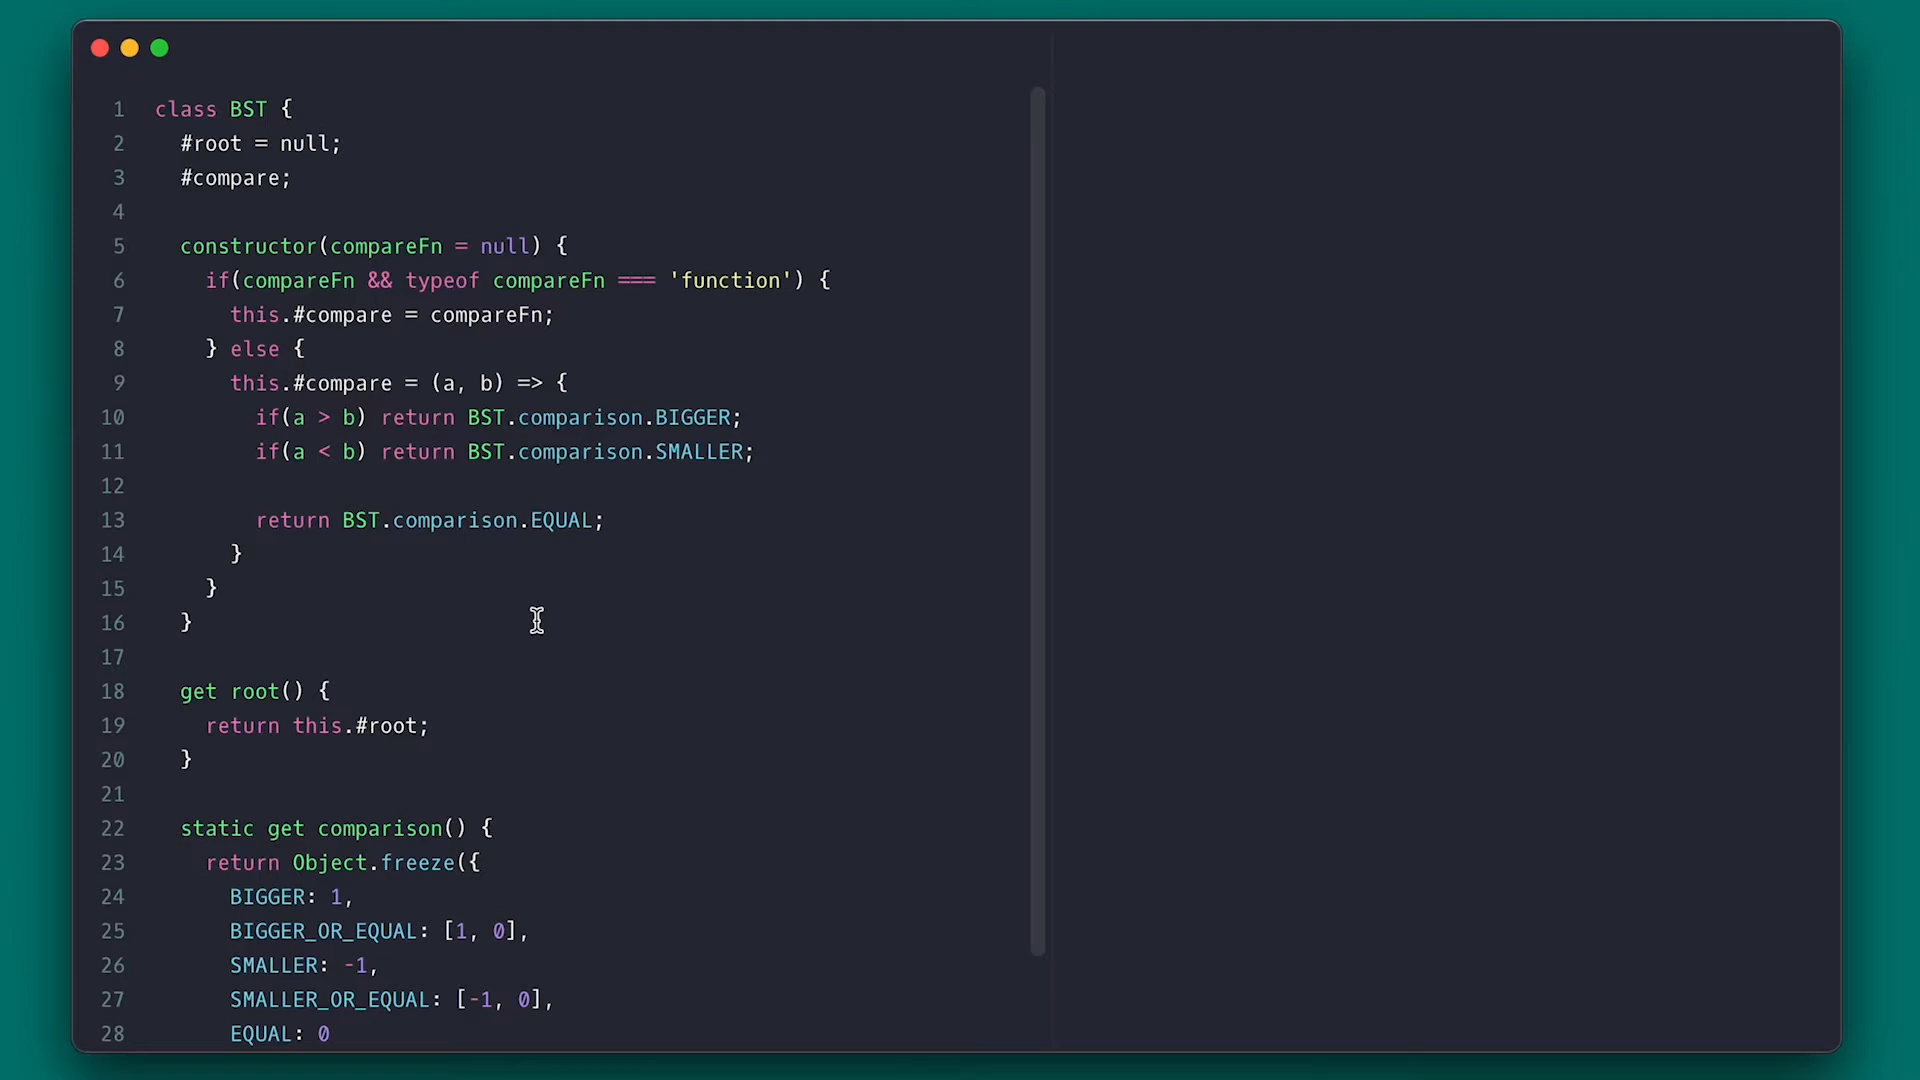 1 class BST {
2 #root = null;
3 #compare;
4
5 constructor(compareFn = null) {
6 if(compareFn && typeof compareFn === 'function') {
7 this.#compare = compareFn;
8 } else {
9 this.#compare = (a, b) => {
10 if(a > b) return BST.comparison.BIGGER;
11 if(a < b) return BST.comparison.SMALLER;
12
13 return BST.comparison.EQUAL;
14 }
15 }
16 }
17
18 get root() {
19 return this.#root;
20 }
21
22 static get comparison() {
23 return Object.freeze({
24 BIGGER: 1,
25 BIGGER_OR_EQUAL: [1, 0],
26 SMALLER: -1,
27 SMALLER_OR_EQUAL: [-1, 0],
28 EQUAL: 0